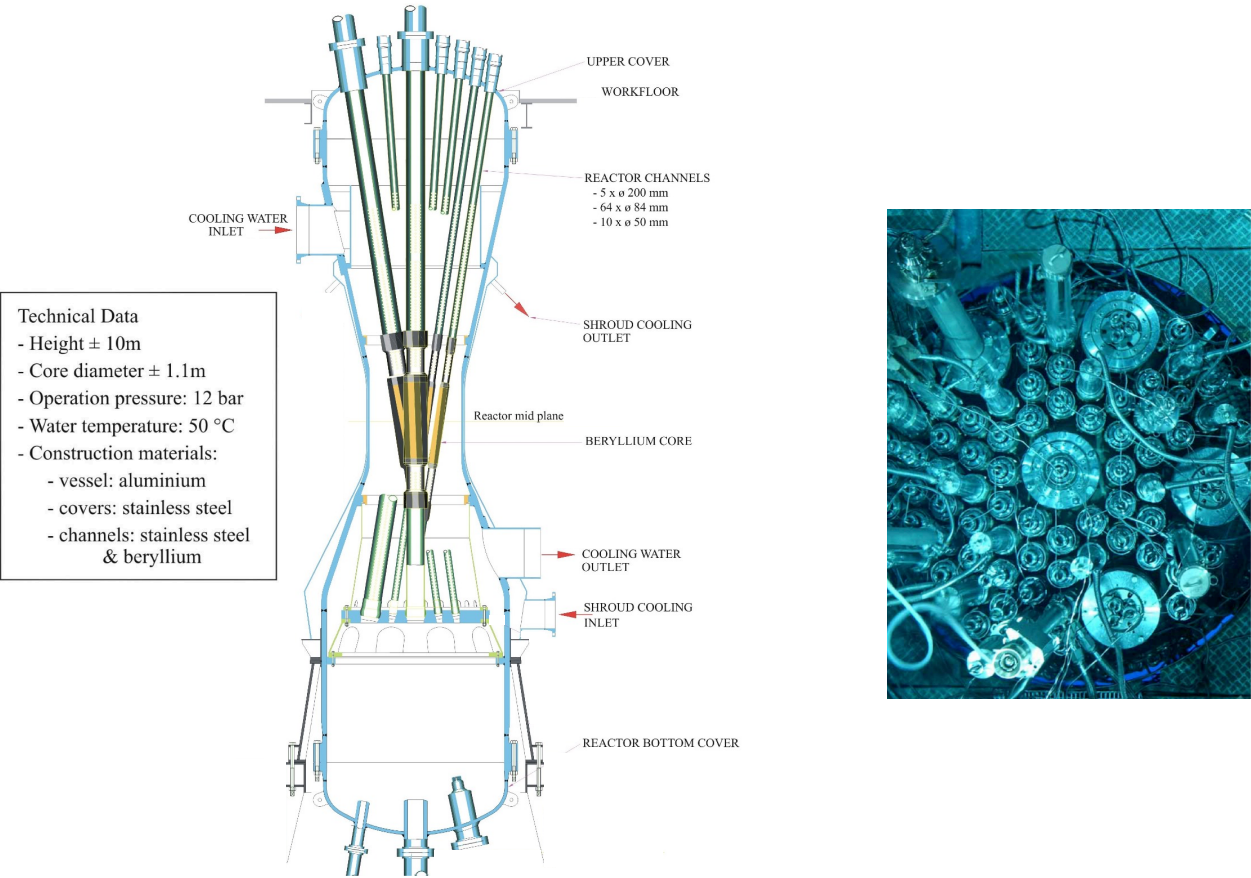 UPPER COVER
WORKFLOOR
REACTOR CHANNELS
- 5 x ø 200 mm
- 64 x ø 84 mm
- 10 x ø 50 mm
COOLING WATER
INLET
SHROUD COOLING
OUTLET
Technical Data
- Height ± 10m
- Core diameter ± 1.1m
- Operation pressure: 12 bar
- Water temperature: 50 °C
- Construction materials:
- vessel: aluminium
- covers: stainless steel
- channels: stainless steel
& beryllium
Reactor mid plane
BERYLLIUM CORE
COOLING WATER
OUTLET
SHROUD COOLING
INLET
REACTOR BOTTOM COVER